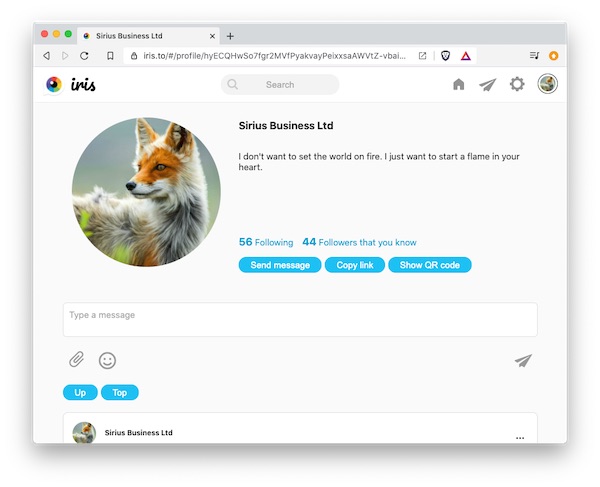 Sirius Business Ltd
iris.to/#/profile/hyECQHwSo7fgr2MVfPyakvayPeixxsaAWVtZ-vbai...
iris
Search
Sirius Business Ltd
I don't want to set the world on fire. I just want to start a flame in your
heart.
56 Following 44 Followers that you know
Send message Copy link Show QR code
Type a message
Up Top
Sirius Business Ltd